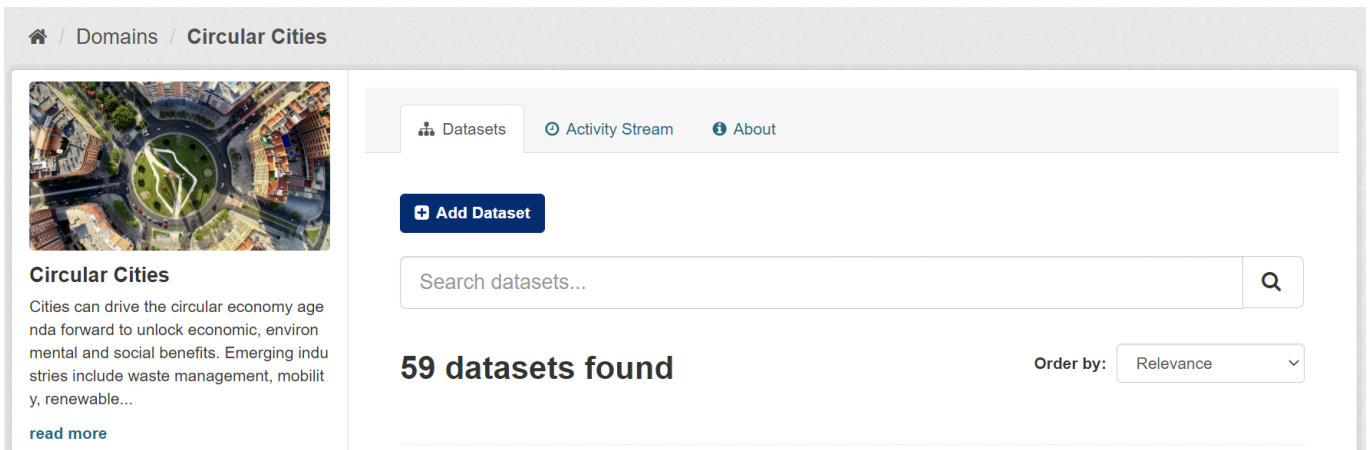 / Domains / Circular Cities
Datasets
Activity Stream
About
Add Dataset
Search datasets...
59 datasets found
Order by:
Relevance
Circular Cities
Cities can drive the circular economy age
nda forward to unlock economic, environ
mental and social benefits. Emerging indu
stries include waste management, mobilit
y, renewable...
read more